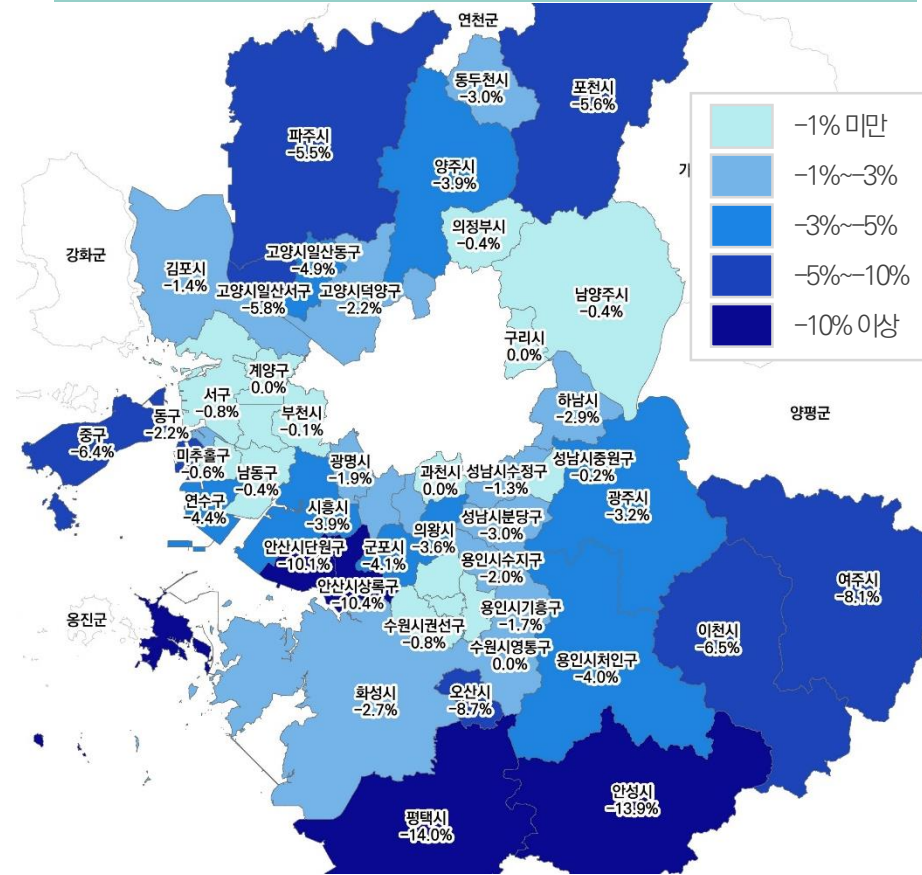 연천군
동두천시
-3.0%
포천시
-5.6%
-1% 미만
-1%~-3%
-3%~-5%
-5%~-10%
-10% 이상
파주시
-5.5%
양주시
-3.9%
의정부시
-0.4%
강화군
김포시
-1.4%
고양시일산동구
-4.9%
고양시일산서구
-5.8%
고양시덕양구
-2.2%
남양주시
-0.4%
구리시
0.0%
계양구
0.0%
서구
-0.8%
부천시
-0.1%
하남시
-2.9%
양평군
동구
-2.2%
중구
-6.4%
미추홀구
-0.6%
남동구
-0.4%
광명시
-1.9%
과천시
0.0%
성남시수정구
-1.3%
성남시중원구
-0.2%
연수구
-4.4%
시흥시
-3.9%
의왕시
-3.6%
성남시분당구
-3.0%
광주시
-3.2%
안산시단원구
-10.1%
군포시
-4.1%
안산시상록구
-10.4%
용인시수지구
-2.0%
여주시
-8.1%
옹진군
수원시권선구
-0.8%
용인시기흥구
-1.7%
수원시영통구
0.0%
용인시처인구
-4.0%
이천시
-6.5%
화성시
-2.7%
오산시
-8.7%
평택시
-14.0%
안성시
-13.9%